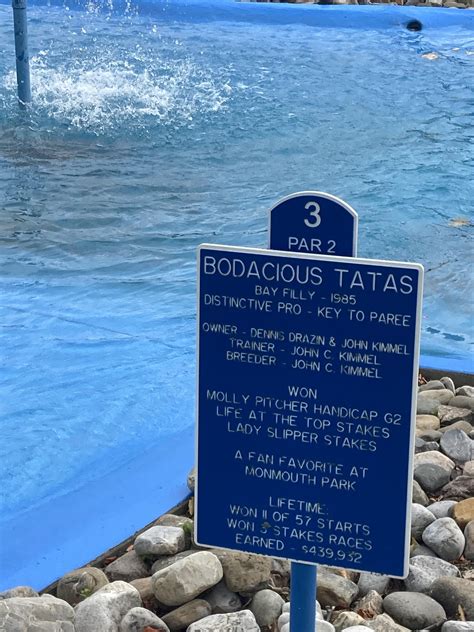 3
PAR 2
BODACIOUS TATAS
BAY FILLY - 1985
DISTINCTIVE PRO - KEY TO PAREE
OWNER - DENNIS DRAZIN & JOHN KIMMEL
TRAINER - JOHN C. KIMMEL
BREEDER - JOHN C. KIMMEL
WON
MOLLY PITCHER HANDICAP G2
LIFE AT THE TOP STAKES
LADY SLIPPER STAKES
A FAN FAVORITE AT
MONMOUTH PARK
LIFETIME:
WON 11 OF 57 STARTS
WON 3 STAKES RACES
EARNED - $439,932